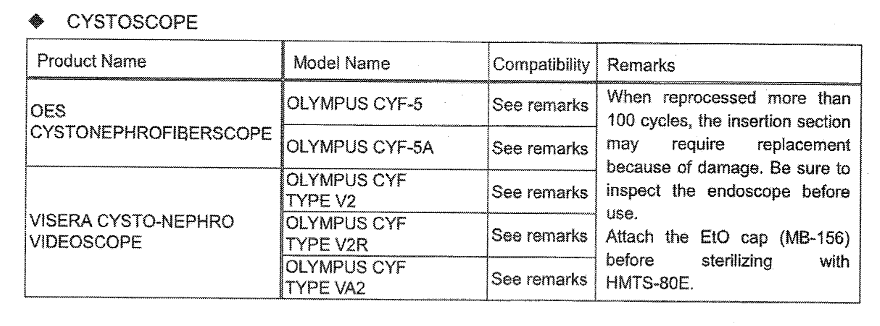 ◆ CYSTOSCOPE
Product Name Model Name Compatibility Remarks
OES
CYSTONEPHROFIBERSCOPE
OLYMPUS CYF-5 See remarks
OLYMPUS CYF-5A See remarks
VISERA CYSTO-NEPHRO
VIDEOSCOPE
OLYMPUS CYF
TYPE V2 See remarks
OLYMPUS CYF
TYPE V2R See remarks
OLYMPUS CYF
TYPE VA2 See remarks
When reprocessed more than
100 cycles, the insertion section
may require replacement
because of damage. Be sure to
inspect the endoscope before
use.
Attach the EtO cap (MB-156)
before sterilizing with
HMTS-80E.